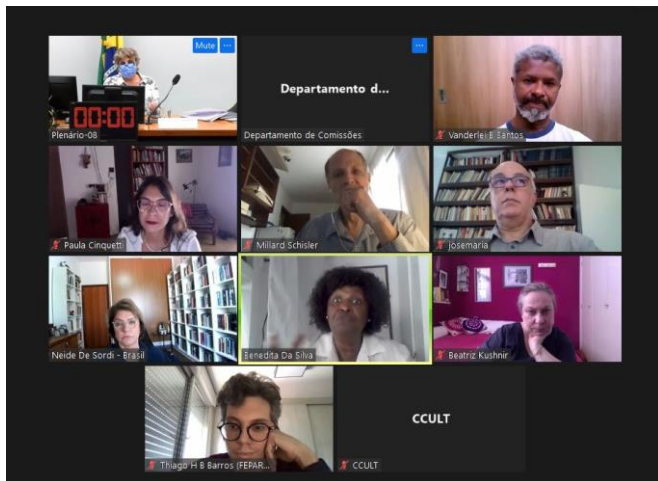 Mute ...
00:00
Plenário-08
Departamento d...
Departamento de Comissões
...
Vanderlei B Santos
Paula Cinquetti
Millard Schisler
josemaria
Neide De Sordi - Brasil
Benedita Da Silva
Beatriz Kushnir
Thiago H B Barros (FEPAR...
CCULT
CCULT